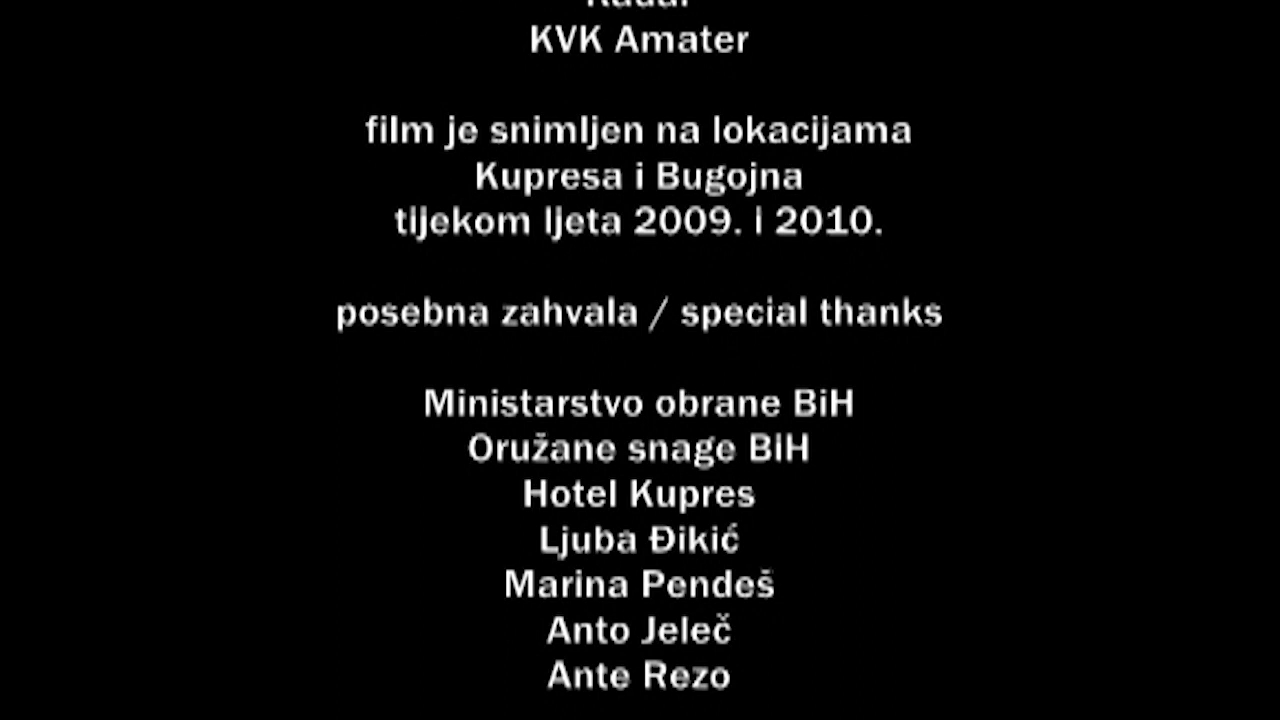 KVK Amater
film je snimljen na lokacijama
Kupresa i Bugojna
tijekom ljeta 2009. i 2010.
posebna zahvala / special thanks
Ministarstvo obrane BiH
Oružane snage BiH
Hotel Kupres
Ljuba Đikić
Marina Pendeš
Anto Jeleč
Ante Rezo